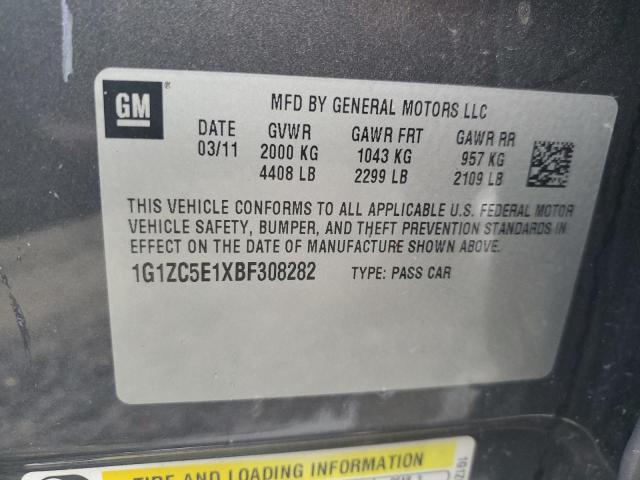 GM
MFD BY GENERAL MOTORS LLC
DATE GVWR GAWR FRT GAWR RR
03/11 2000 KG 1043 KG 957 KG
4408 LB 2299 LB 2109 LB
THIS VEHICLE CONFORMS TO ALL APPLICABLE U.S. FEDERAL MOTOR
VEHICLE SAFETY, BUMPER, AND THEFT PREVENTION STANDARDS IN
EFFECT ON THE DATE OF MANUFACTURE SHOWN ABOVE.
1G1ZC5E1XBF308282 TYPE: PASS CAR
TIRE AND LOADING INFORMATION
1G1Z